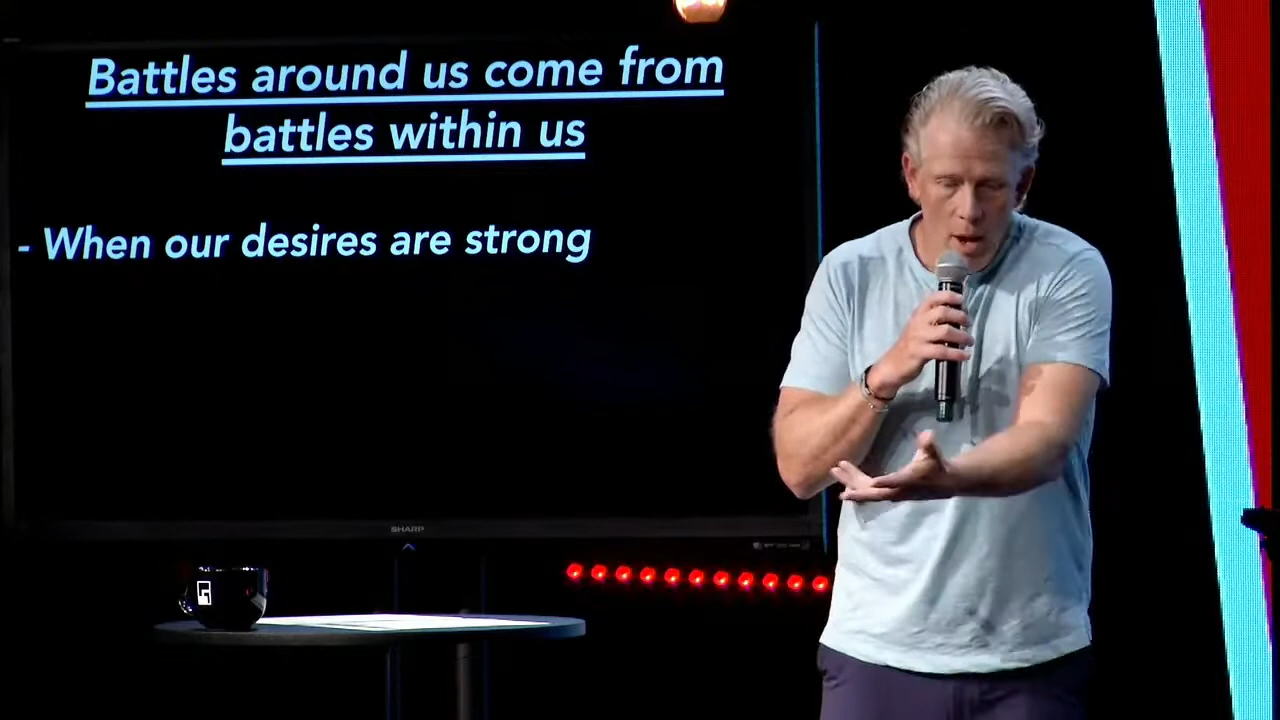 Battles around us come from
battles within us
- When our desires are strong
SHARP